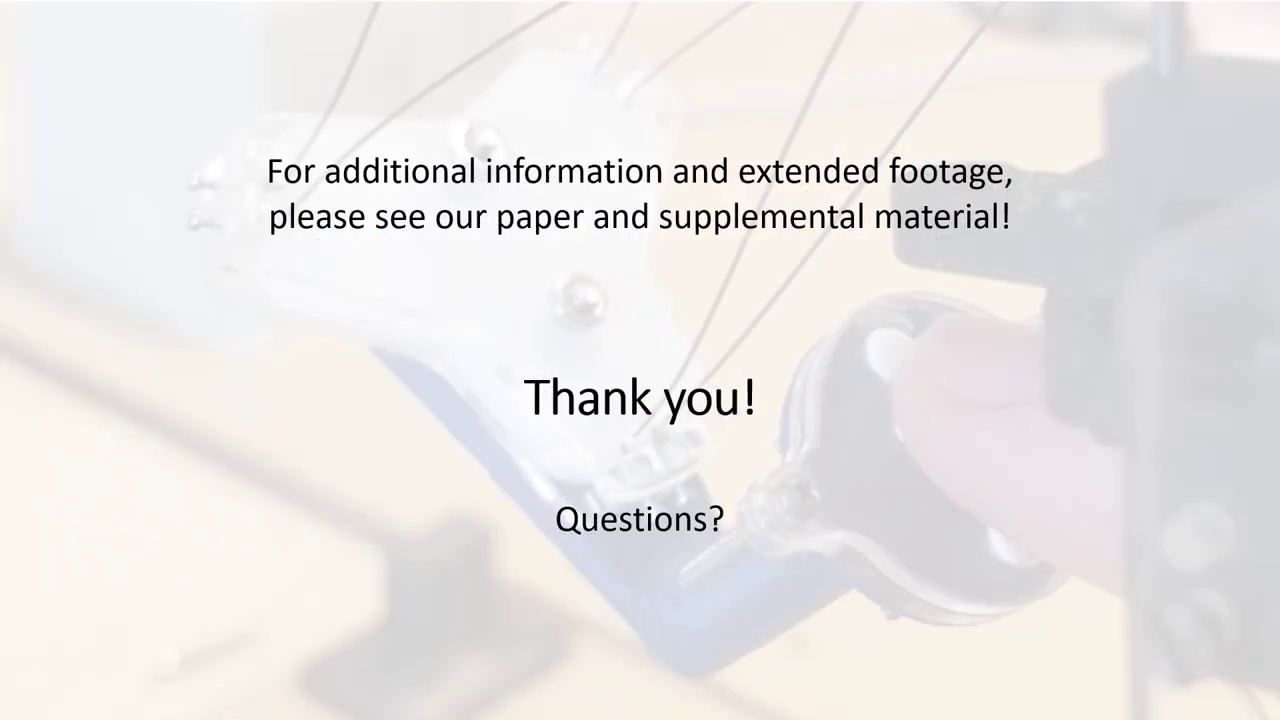 For additional information and extended footage,
please see our paper and supplemental material!
Thank you!
Questions?